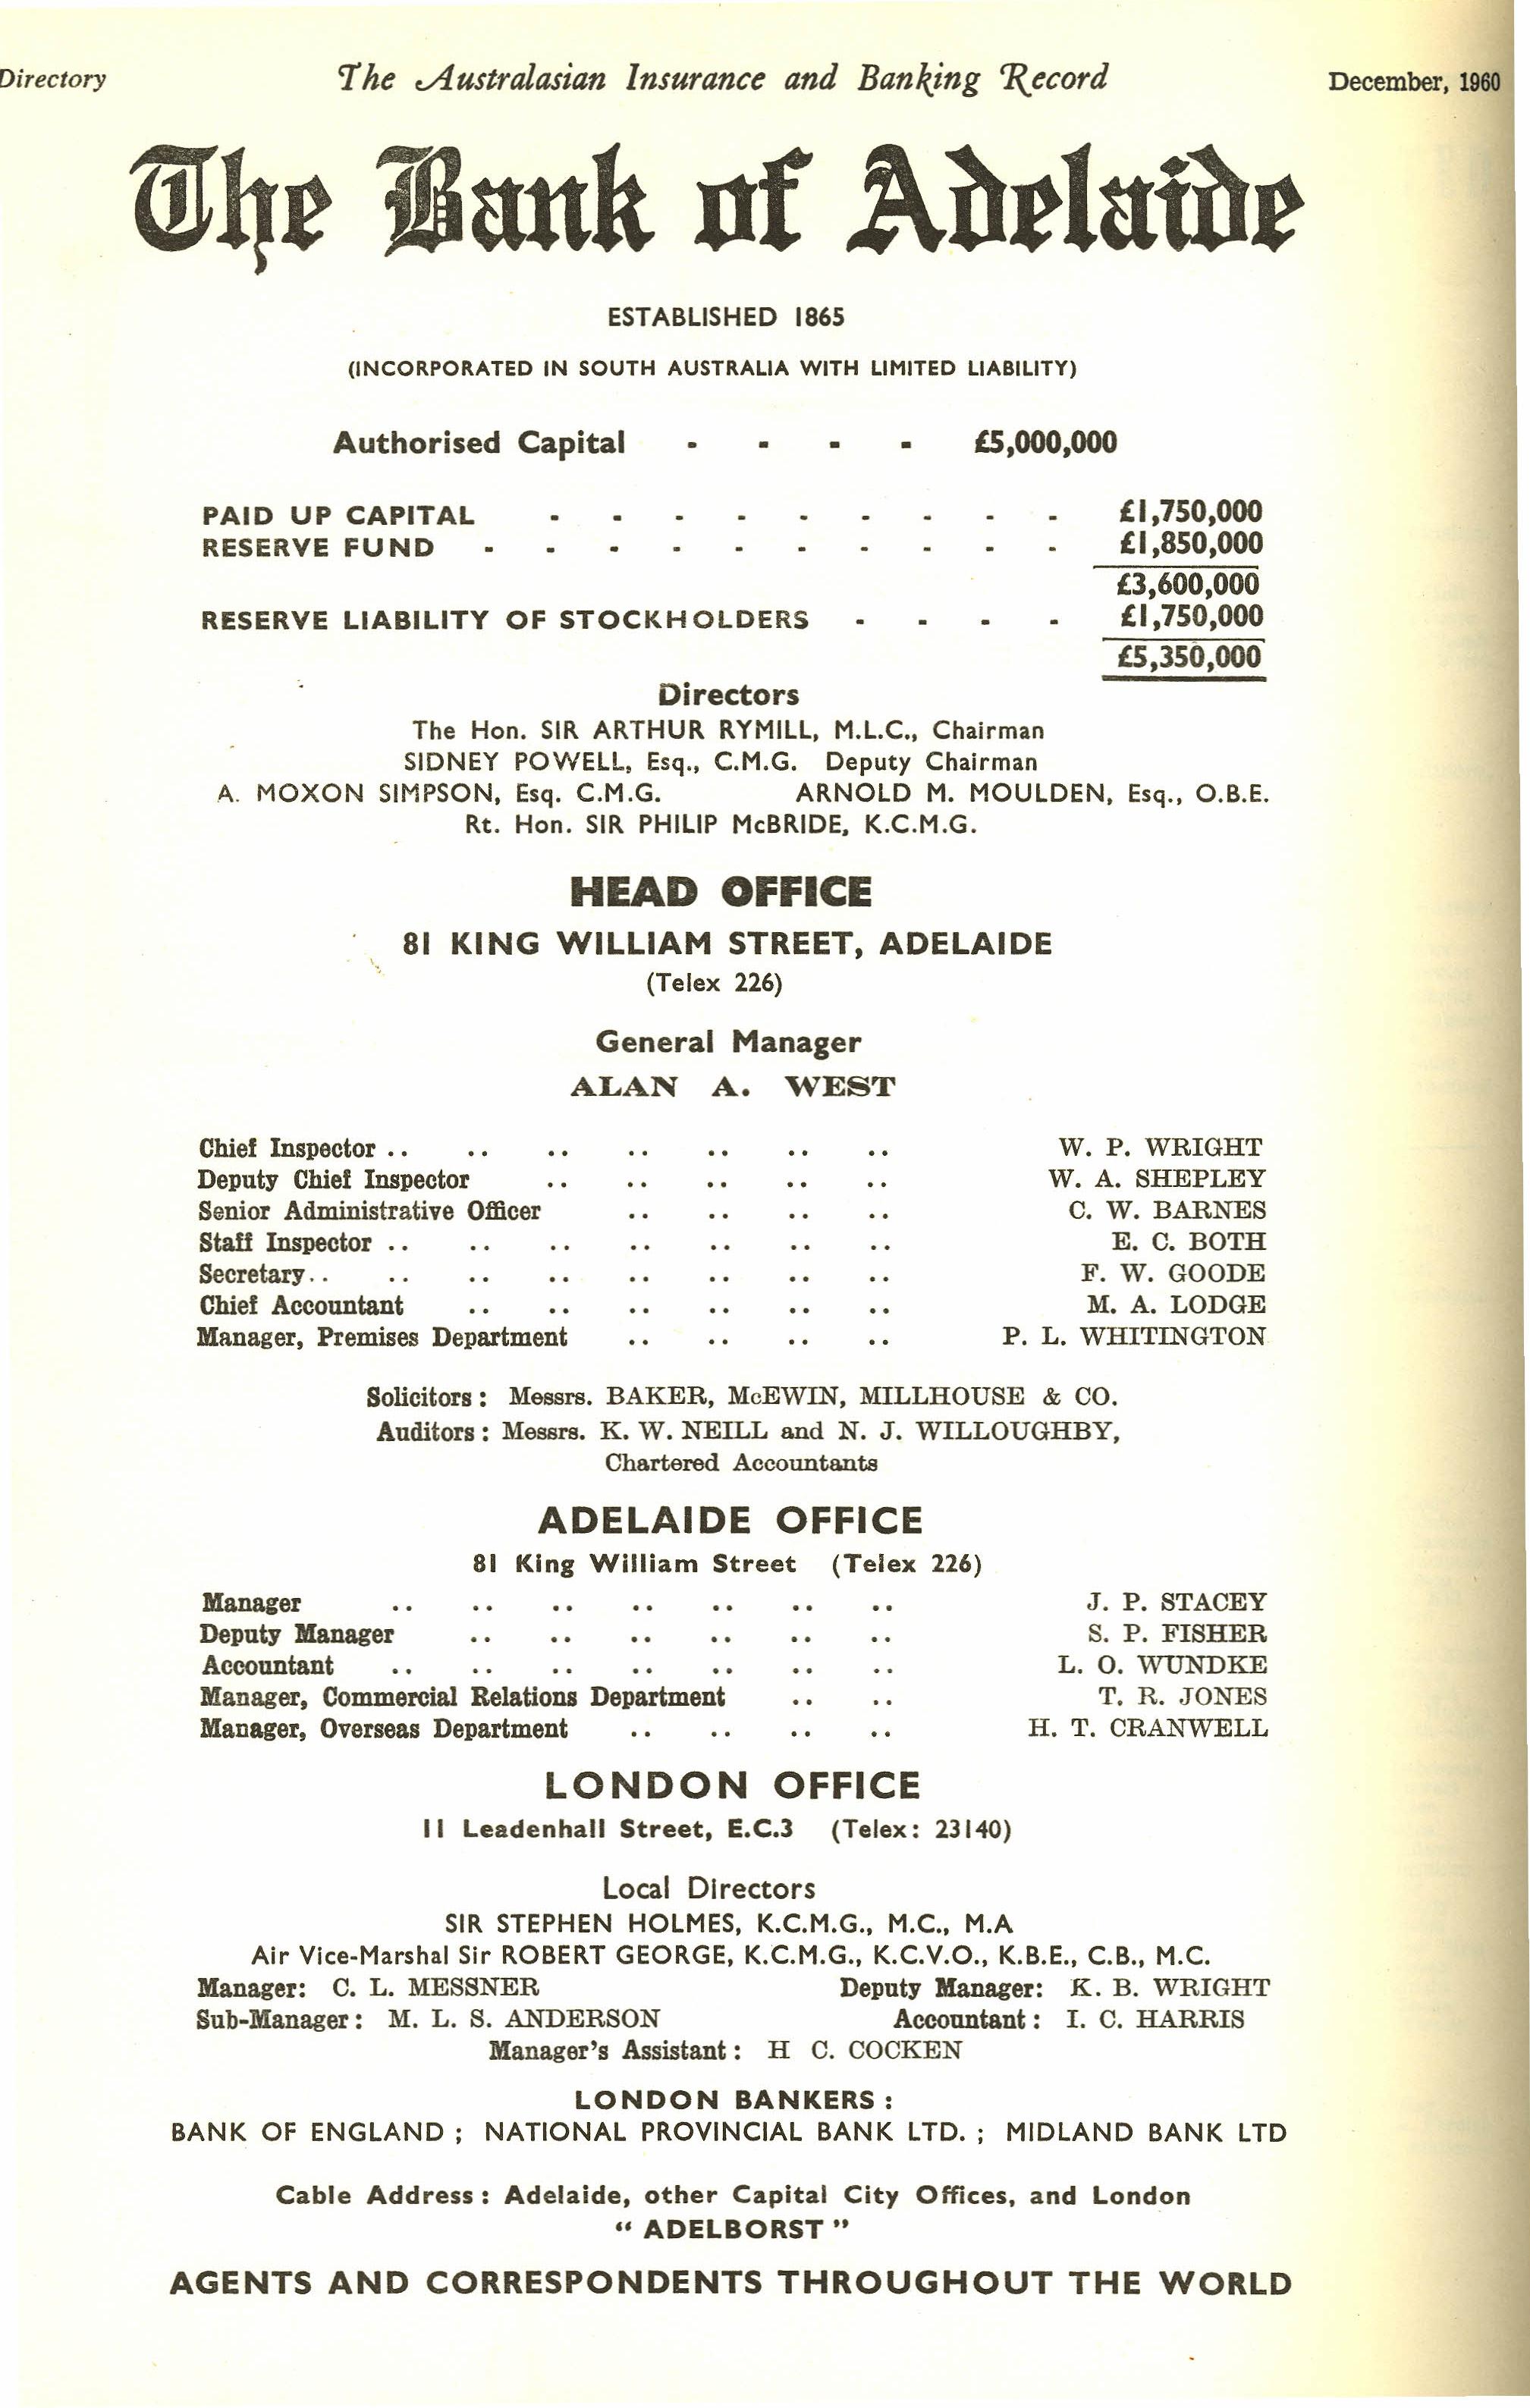 Directory The Australasian Insurance and Banking Record December, 1960
The Bank of Adelaide
ESTABLISHED 1865
(INCORPORATED IN SOUTH AUSTRALIA WITH LIMITED LIABILITY)
Authorised Capital - - - - £5,000,000
PAID UP CAPITAL - - - - - - - - - £1,750,000
RESERVE FUND - - - - - - - - - - £1,850,000
£3,600,000
RESERVE LIABILITY OF STOCKHOLDERS - - - - £1,750,000
£5,350,000
Directors
The Hon. SIR ARTHUR RYMILL, M.L.C., Chairman
SIDNEY POWELL, Esq., C.M.G. Deputy Chairman
A. MOXON SIMPSON, Esq. C.M.G. ARNOLD M. MOULDEN, Esq., O.B.E.
Rt. Hon. SIR PHILIP McBRIDE, K.C.M.G.
HEAD OFFICE
81 KING WILLIAM STREET, ADELAIDE
(Telex 226)
General Manager
ALAN A. WEST
Chief Inspector .. .. .. .. .. .. .. W. P. WRIGHT
Deputy Chief Inspector .. .. .. .. .. W. A. SHEPLEY
Senior Administrative Officer .. .. .. .. C. W. BARNES
Staff Inspector .. .. .. .. .. .. .. E. C. BOTH
Secretary.. .. .. .. .. .. .. .. F. W. GOODE
Chief Accountant .. .. .. .. .. .. M. A. LODGE
Manager, Premises Department .. .. .. .. P. L. WHITINGTON
Solicitors : Messrs. BAKER, McEWIN, MILLHOUSE & CO.
Auditors : Messrs. K. W. NEILL and N. J. WILLOUGHBY,
Chartered Accountants
ADELAIDE OFFICE
81 King William Street (Telex 226)
Manager .. .. .. .. .. .. .. J. P. STACEY
Deputy Manager .. .. .. .. .. .. S. P. FISHER
Accountant .. .. .. .. .. .. .. L. O. WUNDKE
Manager, Commercial Relations Department .. .. T. R. JONES
Manager, Overseas Department .. .. .. .. H. T. CRANWELL
LONDON OFFICE
11 Leadenhall Street, E.C.3 (Telex: 23140)
Local Directors
SIR STEPHEN HOLMES, K.C.M.G., M.C., M.A
Air Vice-Marshal Sir ROBERT GEORGE, K.C.M.G., K.C.V.O., K.B.E., C.B., M.C.
Manager: C. L. MESSNER Deputy Manager: K. B. WRIGHT
Sub-Manager : M. L. S. ANDERSON Accountant : I. C. HARRIS
Manager's Assistant : H C. COCKEN
LONDON BANKERS :
BANK OF ENGLAND ; NATIONAL PROVINCIAL BANK LTD. ; MIDLAND BANK LTD
Cable Address : Adelaide, other Capital City Offices, and London
“ ADELBORST ”
AGENTS AND CORRESPONDENTS THROUGHOUT THE WORLD